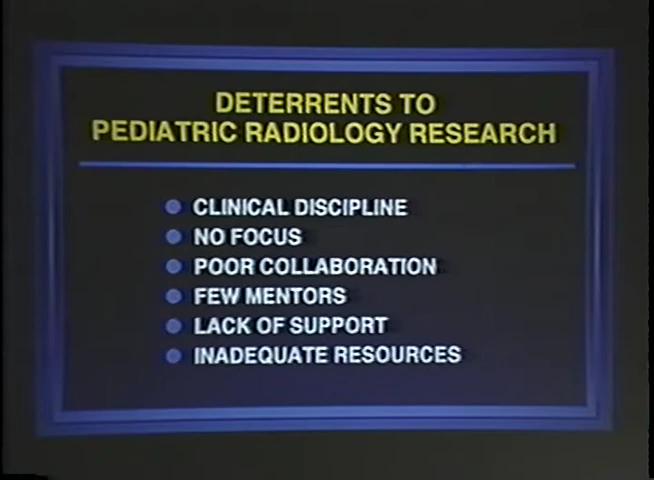 DETERRENTS TO
PEDIATRIC RADIOLOGY RESEARCH
CLINICAL DISCIPLINE
NO FOCUS
POOR COLLABORATION
FEW MENTORS
LACK OF SUPPORT
INADEQUATE RESOURCES